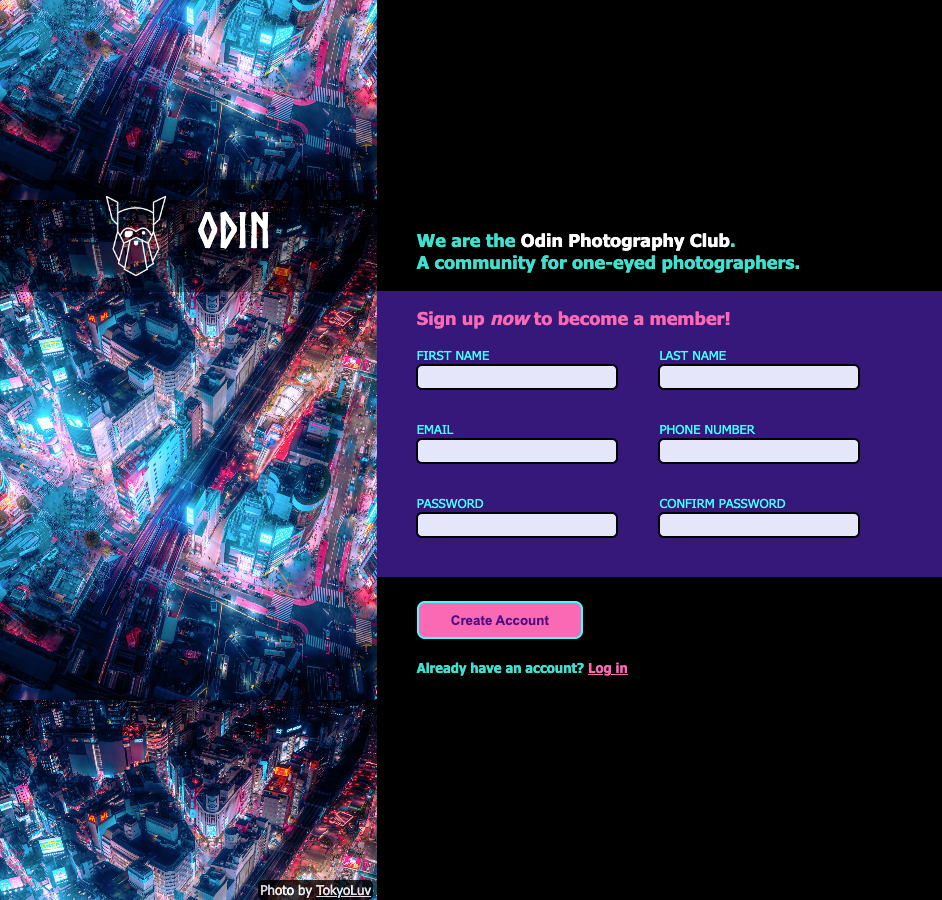 ODIN
We are the Odin Photography Club.
A community for one-eyed photographers.
Sign up now to become a member!
FIRST NAME
LAST NAME
EMAIL
PHONE NUMBER
PASSWORD
CONFIRM PASSWORD
Create Account
Already have an account? Log in
Photo by TokyoLuv